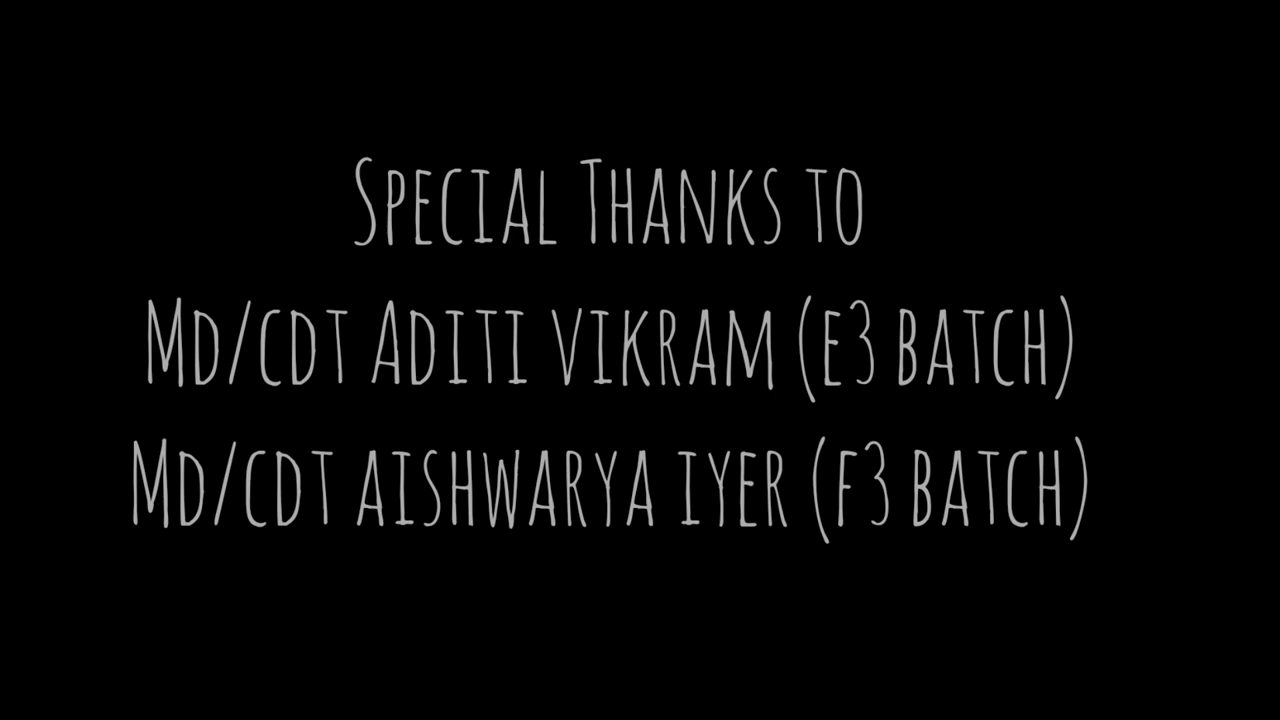 Special Thanks to
Md/cdt Aditi vikram (E3 batch)
Md/cdt aishwarya iyer (F3 batch)